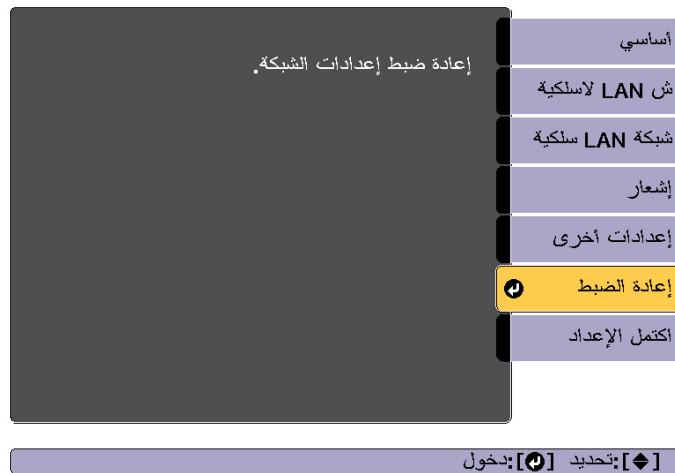 أساسي
ش LAN لاسلكية
شبكة LAN سلكية
إشعار
إعدادات أخرى
إعادة الضبط
اكتمل الإعداد
إعادة ضبط إعدادات الشبكة.
[◆]:تحديد [↵]:دخول